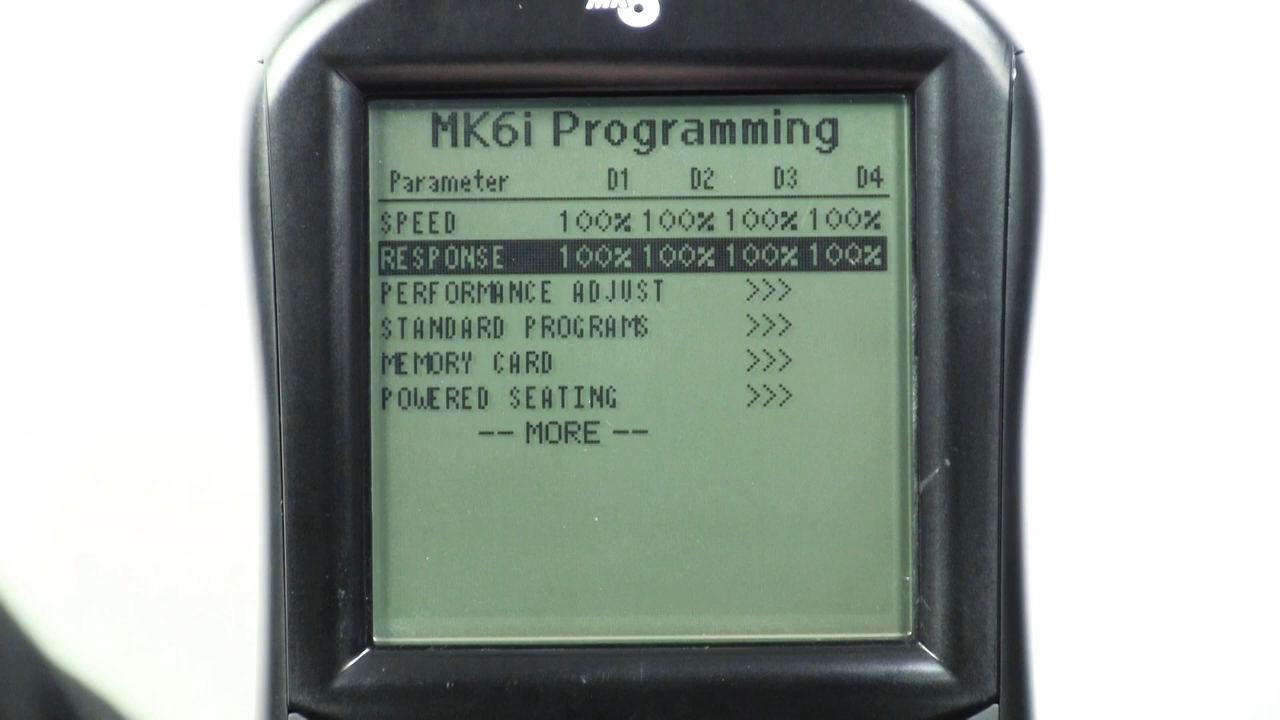 MK6
MK6i Programming
Parameter D1 D2 D3 D4
SPEED 100% 100% 100% 100%
RESPONSE 100% 100% 100% 100%
PERFORMANCE ADJUST >>>
STANDARD PROGRAMS >>>
MEMORY CARD >>>
POWERED SEATING >>>
-- MORE --